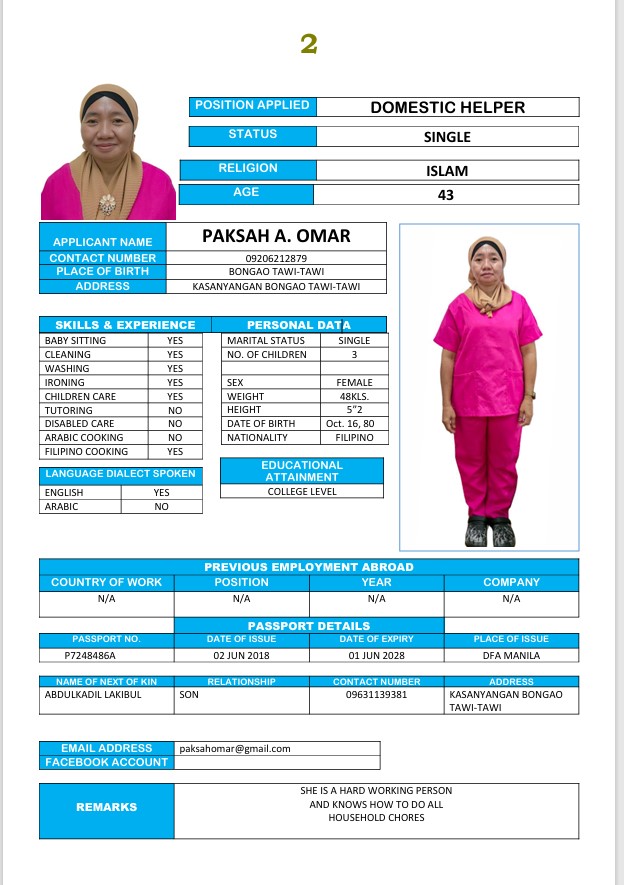 2
POSITION APPLIED DOMESTIC HELPER
STATUS SINGLE
RELIGION ISLAM
AGE 43
APPLICANT NAME PAKSAH A. OMAR
CONTACT NUMBER 09206212879
PLACE OF BIRTH BONGAO TAWI-TAWI
ADDRESS KASANYANGAN BONGAO TAWI-TAWI
SKILLS & EXPERIENCE PERSONAL DATA
BABY SITTING YES MARITAL STATUS SINGLE
CLEANING YES NO. OF CHILDREN 3
WASHING YES
IRONING YES SEX FEMALE
CHILDREN CARE YES WEIGHT 48KLS.
TUTORING NO HEIGHT 5”2
DISABLED CARE NO DATE OF BIRTH Oct. 16, 80
ARABIC COOKING NO NATIONALITY FILIPINO
FILIPINO COOKING YES
LANGUAGE DIALECT SPOKEN
ENGLISH YES
ARABIC NO
EDUCATIONAL
ATTAINMENT
COLLEGE LEVEL
PREVIOUS EMPLOYMENT ABROAD
COUNTRY OF WORK POSITION YEAR COMPANY
N/A N/A N/A N/A
PASSPORT DETAILS
PASSPORT NO. DATE OF ISSUE DATE OF EXPIRY PLACE OF ISSUE
P7248486A 02 JUN 2018 01 JUN 2028 DFA MANILA
NAME OF NEXT OF KIN RELATIONSHIP CONTACT NUMBER ADDRESS
ABDULKADIL LAKIBUL SON 09631139381 KASANYANGAN BONGAO
TAWI-TAWI
EMAIL ADDRESS paksahomar@gmail.com
FACEBOOK ACCOUNT
REMARKS
SHE IS A HARD WORKING PERSON
AND KNOWS HOW TO DO ALL
HOUSEHOLD CHORES